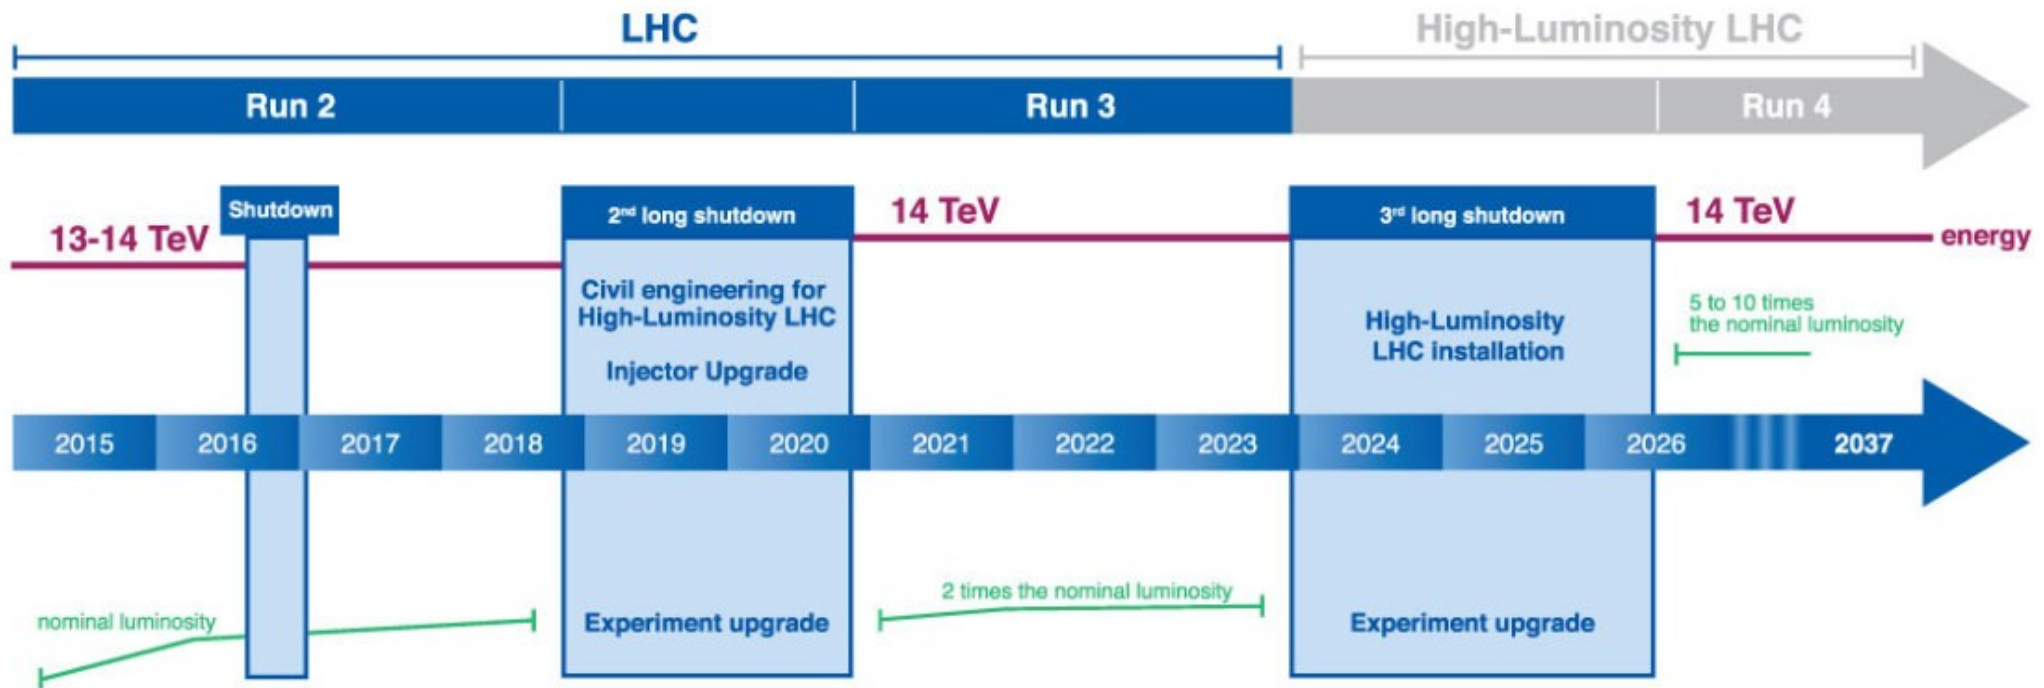 LHC
High-Luminosity LHC
Run 2
Run 3
Run 4
Shutdown
13-14 TeV
2nd long shutdown
14 TeV
3rd long shutdown
14 TeV
energy
Civil engineering for
High-Luminosity LHC
Injector Upgrade
High-Luminosity
LHC installation
5 to 10 times
the nominal luminosity
2015 2016 2017 2018 2019 2020 2021 2022 2023 2024 2025 2026 2037
nominal luminosity
Experiment upgrade
2 times the nominal luminosity
Experiment upgrade